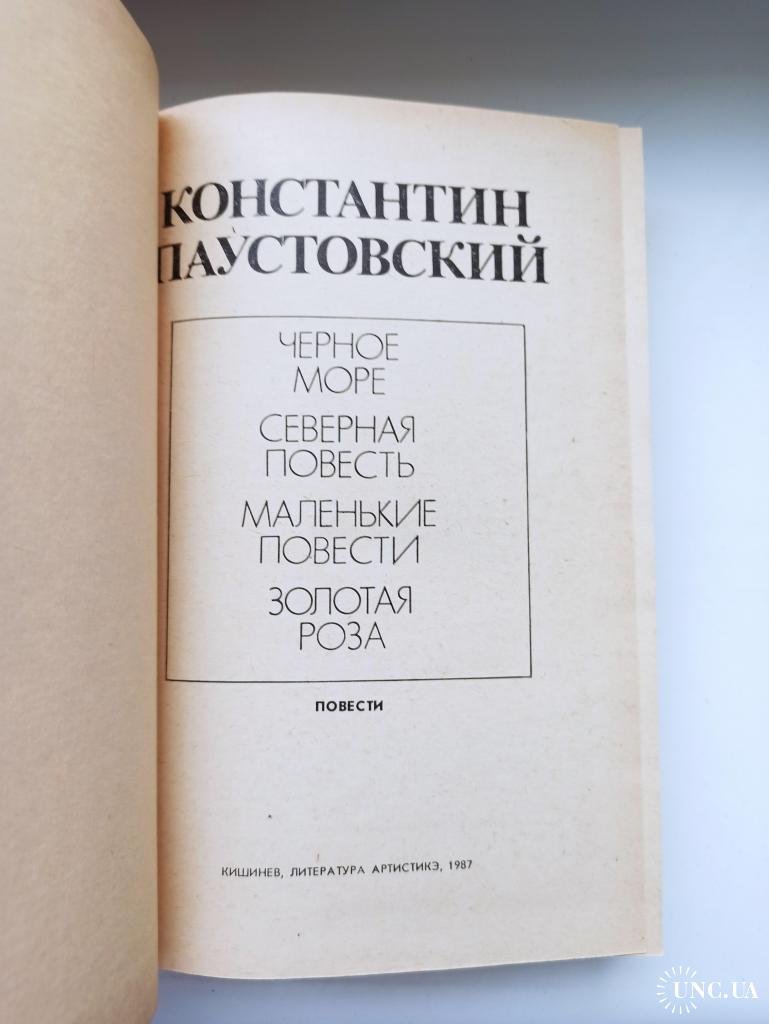 КОНСТАНТИН
ПАУСТОВСКИЙ
ЧЕРНОЕ
МОРЕ
СЕВЕРНАЯ
ПОВЕСТЬ
МАЛЕНЬКИЕ
ПОВЕСТИ
ЗОЛОТАЯ
РОЗА
ПОВЕСТИ
КИШИНЕВ, ЛИТЕРАТУРА АРТИСТИКЭ, 1987
UNC.UA